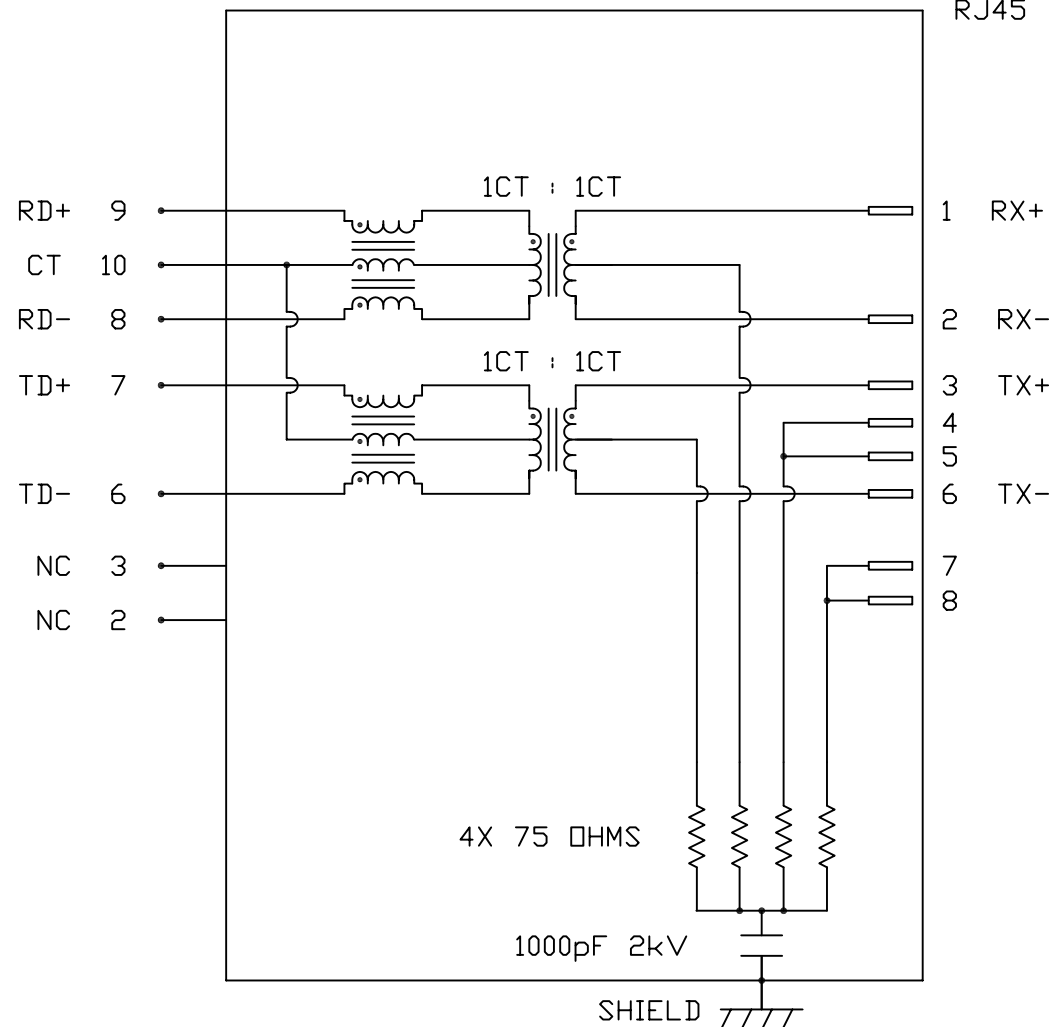 RJ45
1CT : 1CT
RD+ 9
1 RX+
CT 10
RD- 8
2 RX-
1CT : 1CT
TD+ 7
3 TX+
4
5
TD- 6
6 TX-
NC 3
7
8
NC 2
4X 75 OHMS
1000pF 2kV
SHIELD